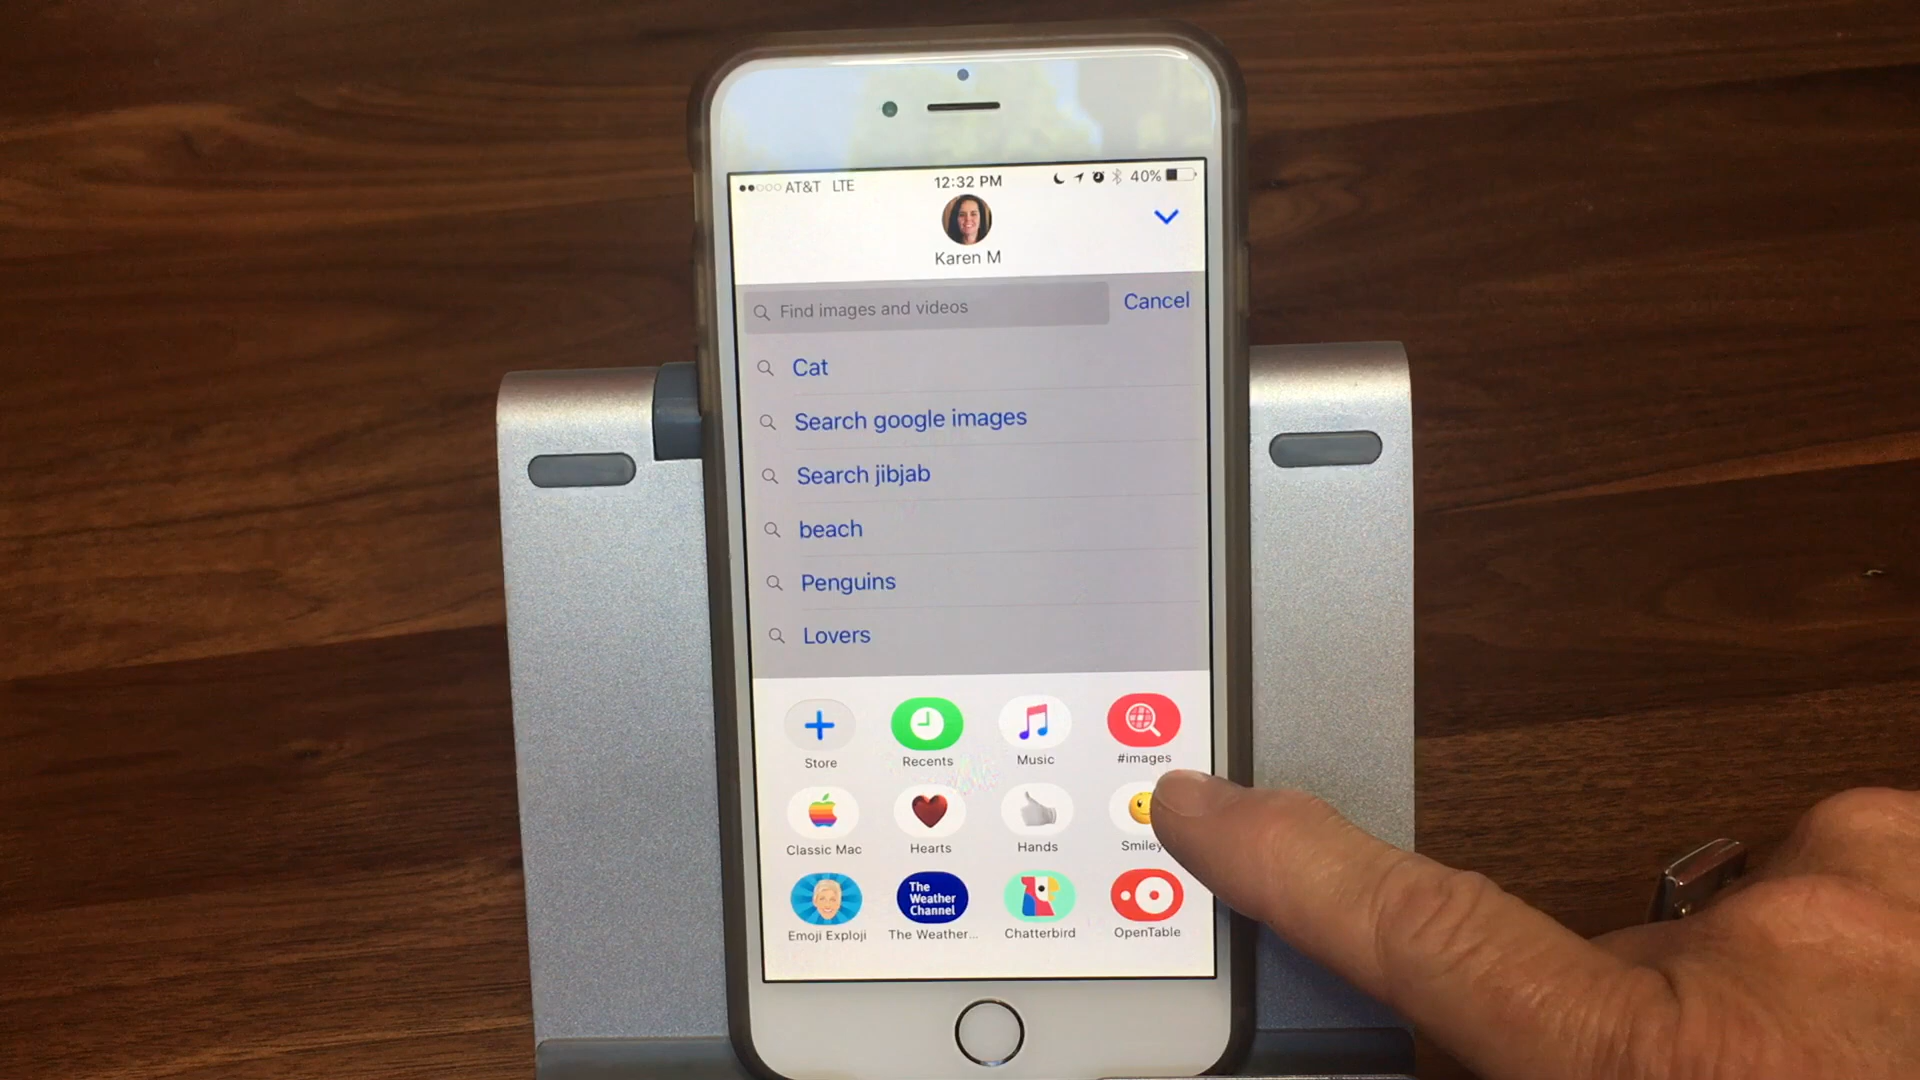 AT&T LTE 12:32 PM 40%
Karen M
Find images and videos Cancel
Cat
Search google images
Search jibjab
beach
Penguins
Lovers
Store Recents Music #images
Classic Mac Hearts Hands Smiley
The
Weather
Channel
Emoji Exploji The Weather... Chatterbird OpenTable